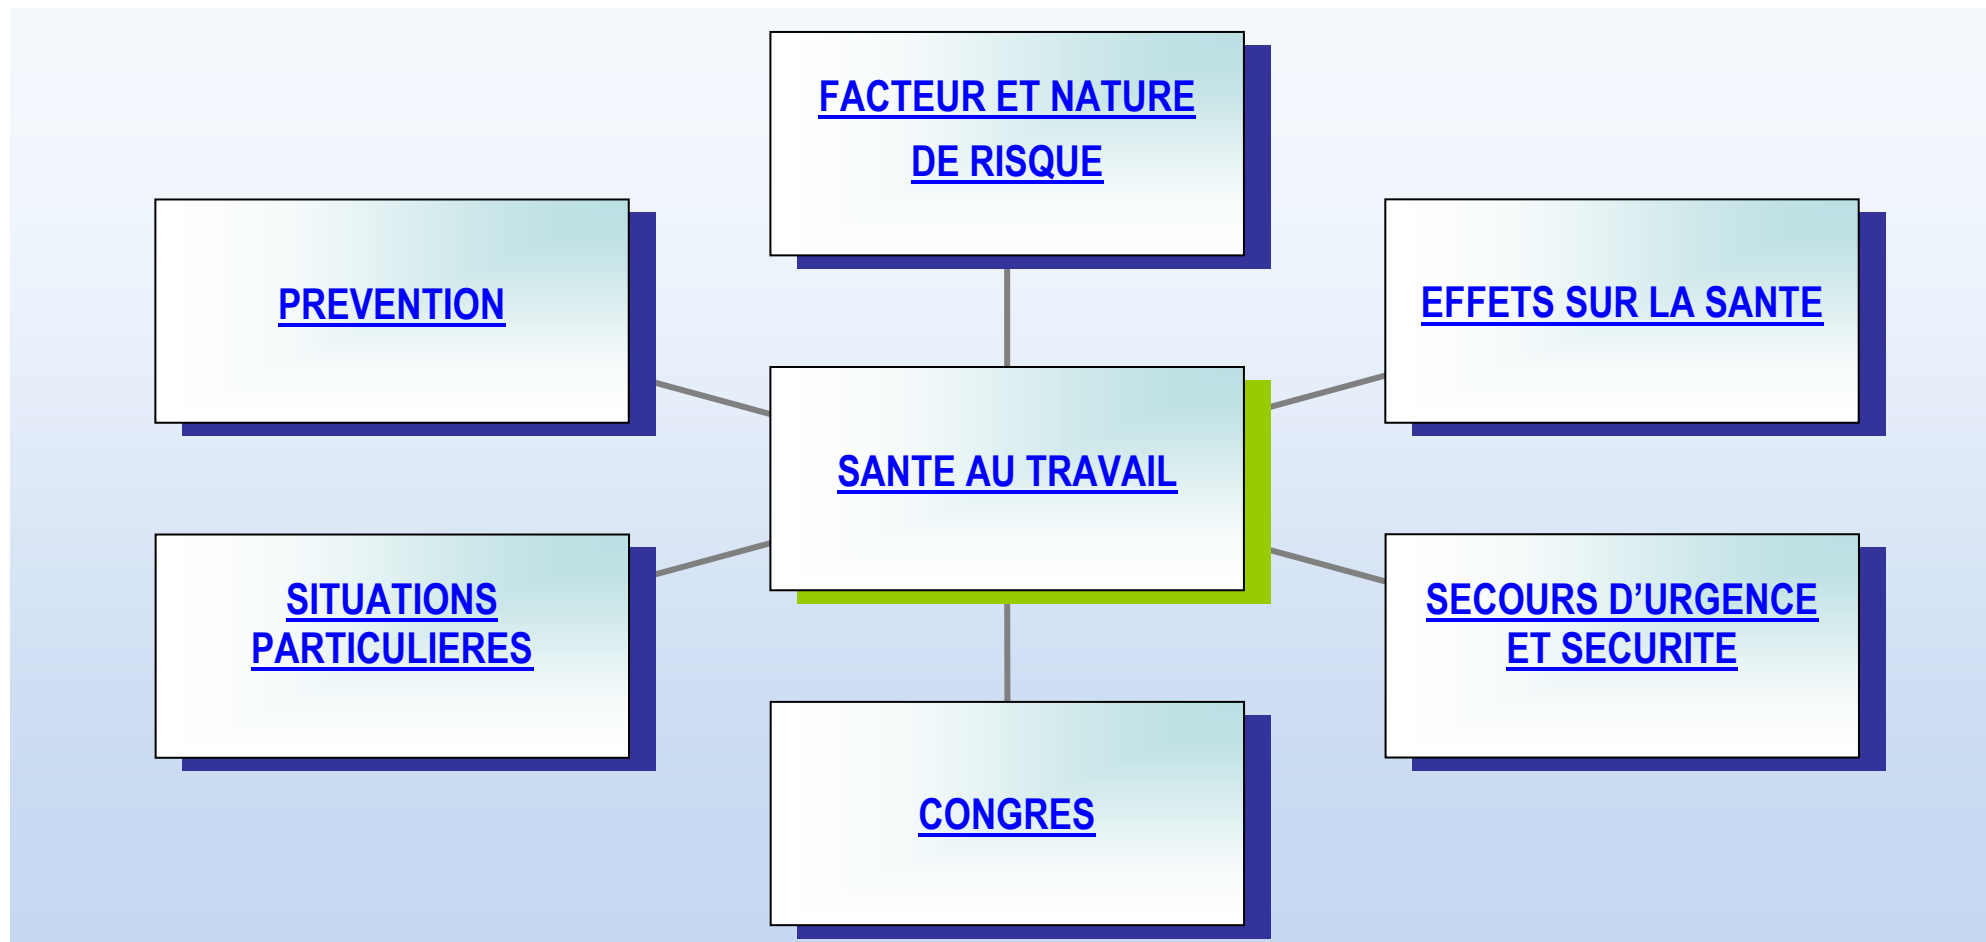 FACTEUR ET NATURE
DE RISQUE
PREVENTION
EFFETS SUR LA SANTE
SANTE AU TRAVAIL
SITUATIONS
PARTICULIERES
SECOURS D’URGENCE
ET SECURITE
CONGRES